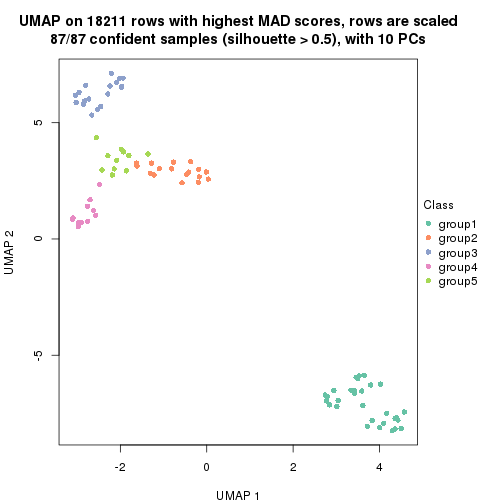 UMAP on 18211 rows with highest MAD scores, rows are scaled
87/87 confident samples (silhouette > 0.5), with 10 PCs
5
0
-5
UMAP 2
-2
0
2
4
UMAP 1
Class
group1
group2
group3
group4
group5